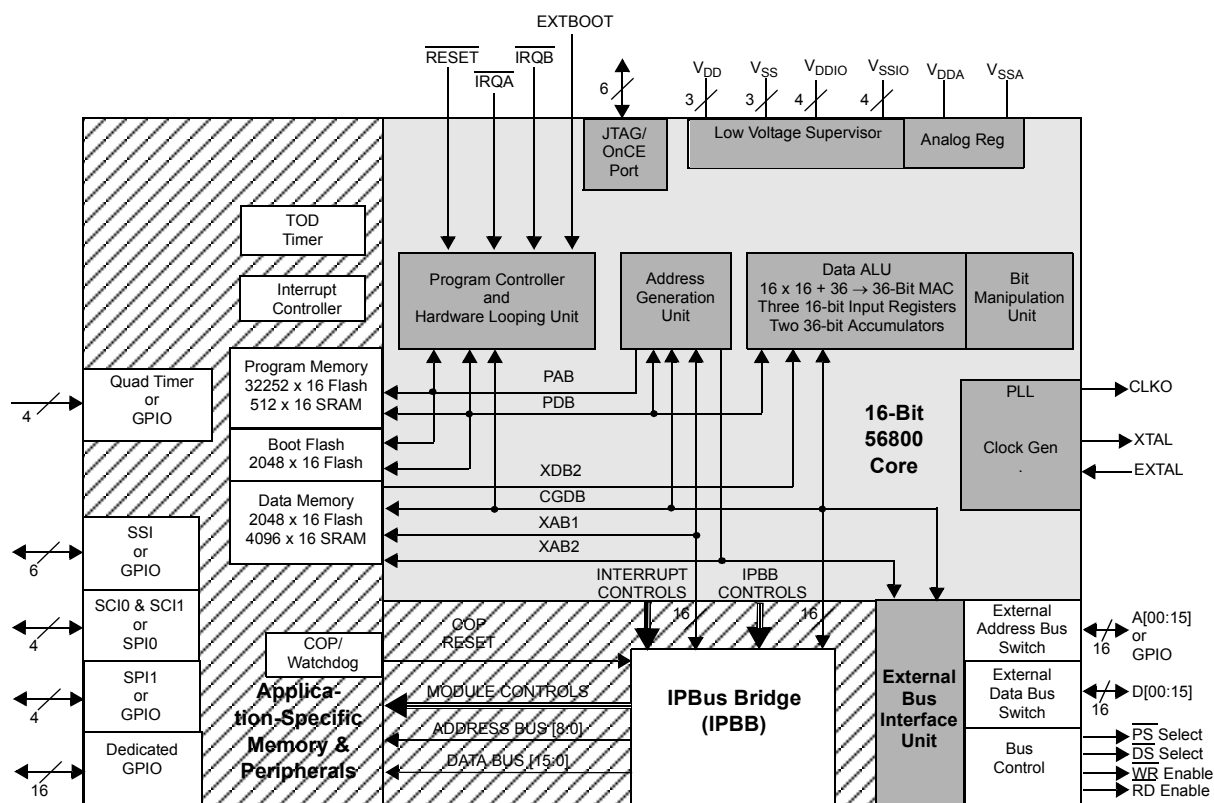 EXTBOOT
RESET
IRQB
IRQA
6
VDD
VSS
VDDIO
VSSIO
VDDA
VSSA
3
3
4
4
JTAG/
OnCE
Port
Low Voltage Supervisor
Analog Reg
TOD
Timer
Interrupt
Controller
Program Controller
and
Hardware Looping Unit
Address
Generation
Unit
Data ALU
16 x 16 + 36 → 36-Bit MAC
Three 16-bit Input Registers
Two 36-bit Accumulators
Bit
Manipulation
Unit
Program Memory
32252 x 16 Flash
512 x 16 SRAM
Boot Flash
2048 x 16 Flash
Data Memory
2048 x 16 Flash
4096 x 16 SRAM
Quad Timer
or
GPIO
4
PAB
PDB
XDB2
CGDB
XAB1
XAB2
16-Bit
56800
Core
PLL
Clock Gen
.
CLKO
XTAL
EXTAL
SSI
or
GPIO
6
SCI0 & SCI1
or
SPI0
4
SPI1
or
GPIO
4
Dedicated
GPIO
16
INTERRUPT
CONTROLS
16
IPBB
CONTROLS
16
COP/
Watchdog
COP
RESET
MODULE CONTROLS
ADDRESS BUS [8:0]
DATA BUS [15:0]
Applica-
tion-Specific
Memory &
Peripherals
IPBus Bridge
(IPBB)
External
Bus
Interface
Unit
External
Address Bus
Switch
External
Data Bus
Switch
Bus
Control
A[00:15]
or
GPIO
16
D[00:15]
16
PS Select
DS Select
WR Enable
RD Enable